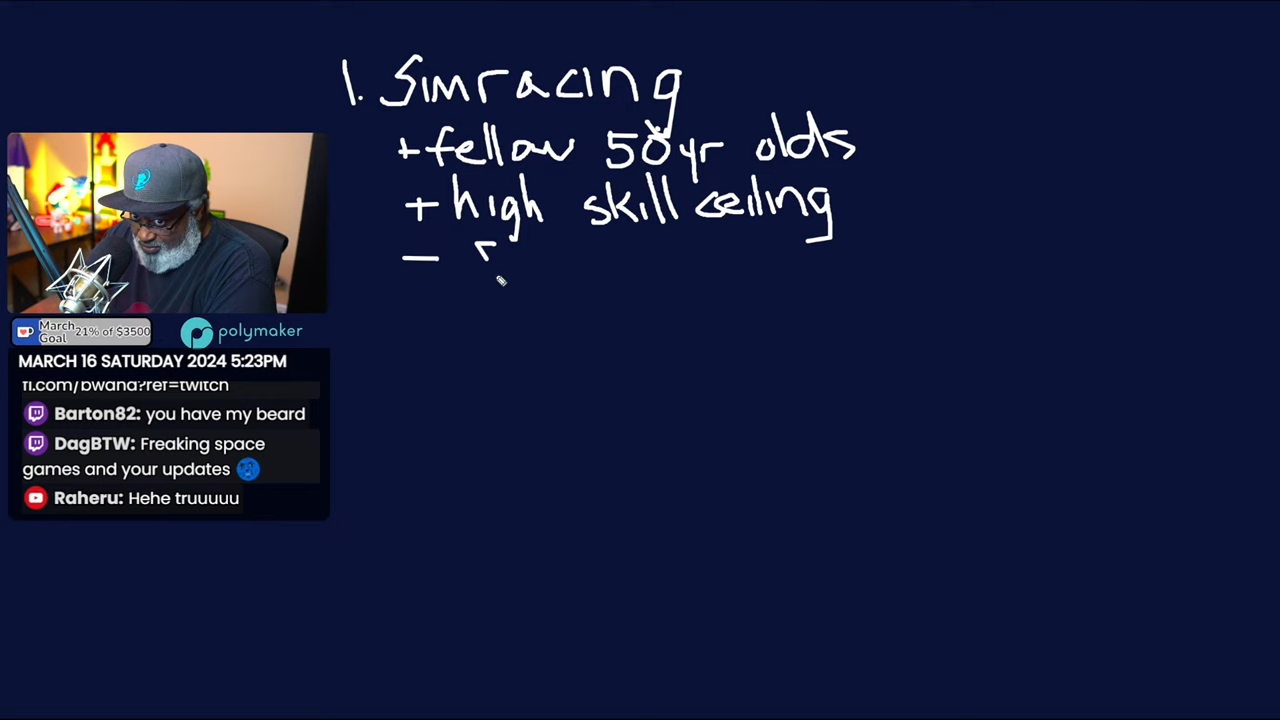 1. Simracing
+ fellow 50yr olds
+ high skill ceiling
- r
March Goal 21% of $3500
polymaker
MARCH 16 SATURDAY 2024 5:23PM
fi.com/bwana?ref=twitch
Barton82: you have my beard
DagBTW: Freaking space
games and your updates
Raheru: Hehe truuuuu